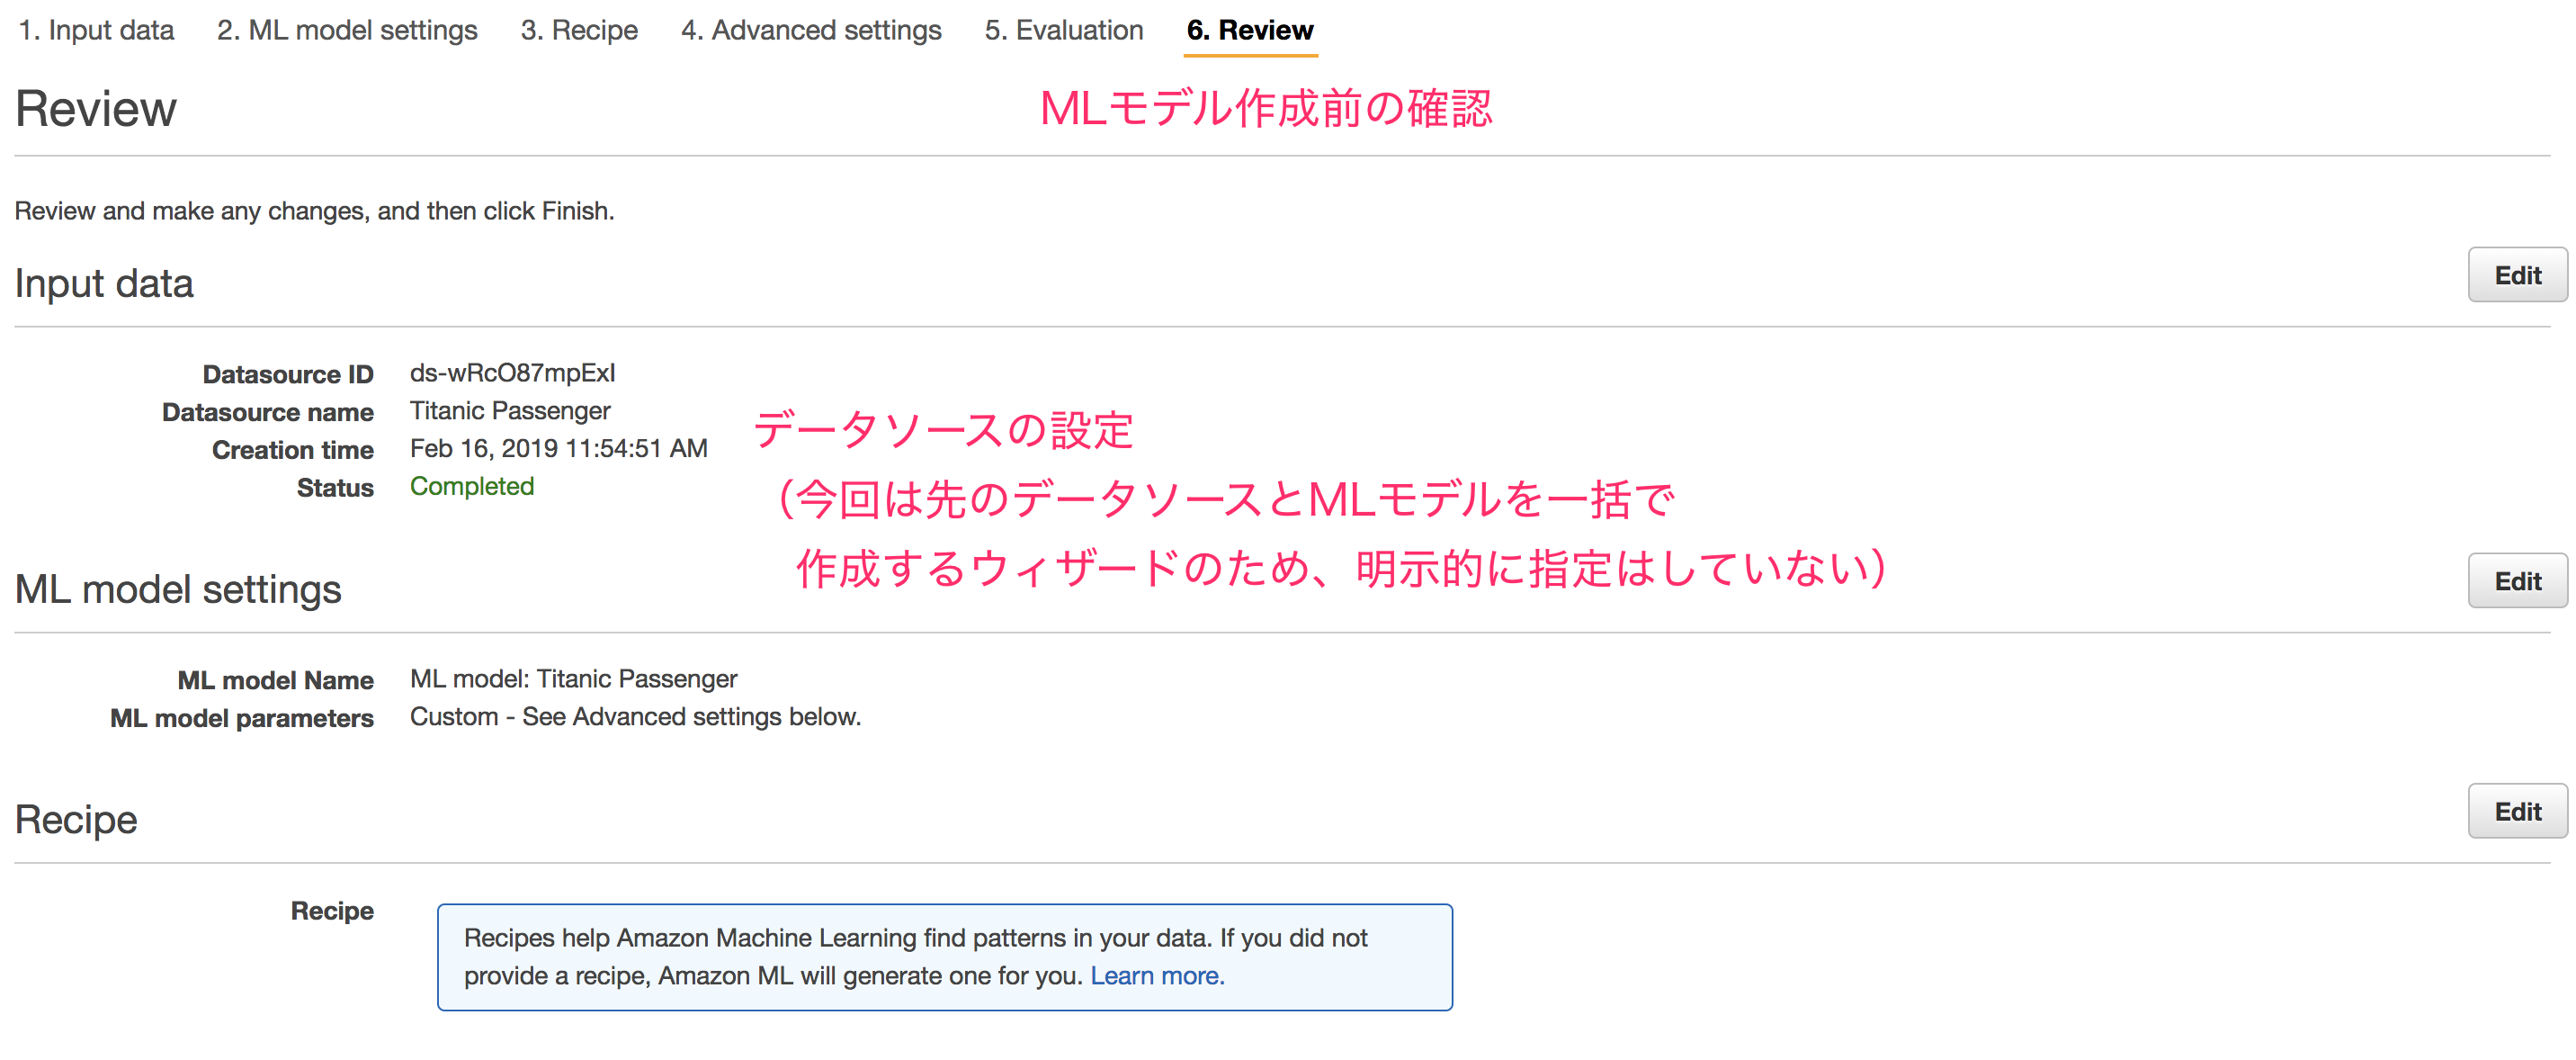 1. Input data 2. ML model settings 3. Recipe 4. Advanced settings 5. Evaluation 6. Review
Review
MLモデル作成前の確認
Review and make any changes, and then click Finish.
Input data
Edit
Datasource ID ds-wRcO87mpExI
Datasource name Titanic Passenger
Creation time Feb 16, 2019 11:54:51 AM
Status Completed
データソースの設定
（今回は先のデータソースとMLモデルを一括で
作成するウィザードのため、明示的に指定はしていない）
ML model settings
Edit
ML model Name ML model: Titanic Passenger
ML model parameters Custom - See Advanced settings below.
Recipe
Edit
Recipe
Recipes help Amazon Machine Learning find patterns in your data. If you did not
provide a recipe, Amazon ML will generate one for you. Learn more.